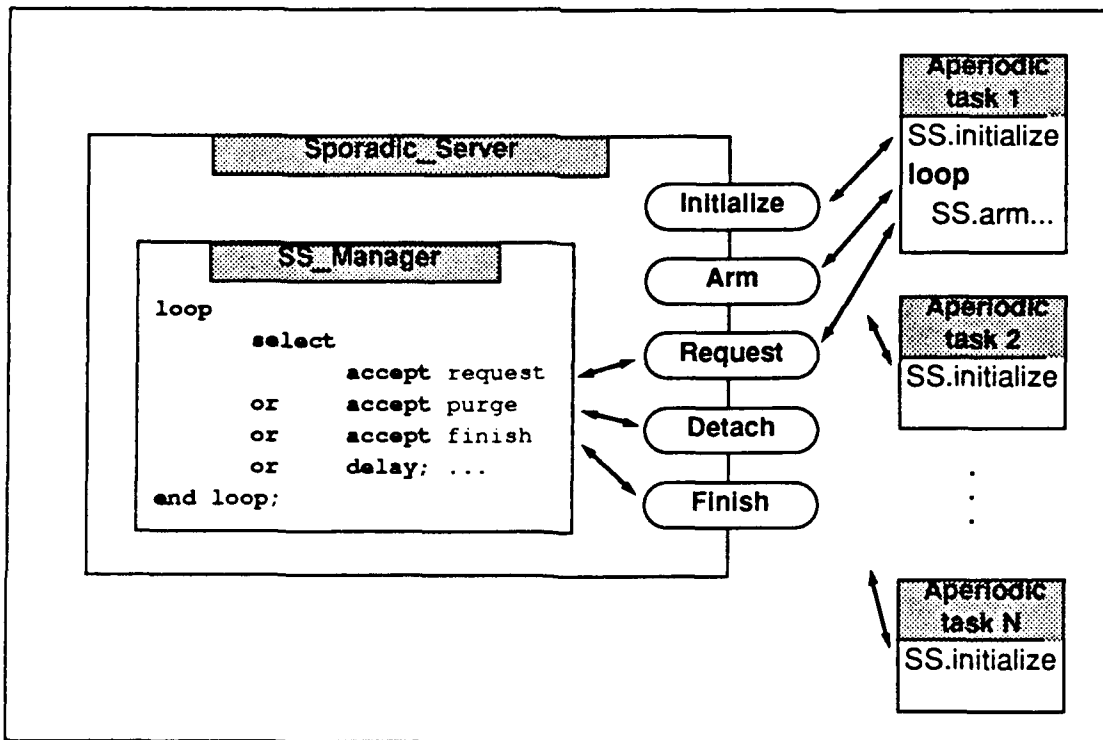 Sporadic_Server
SS_Manager
loop
select
accept request
or accept purge
or accept finish
or delay; ...
end loop;
Initialize
Arm
Request
Detach
Finish
Aperiodic
task 1
SS.initialize
loop
SS.arm...
Aperiodic
task 2
SS.initialize
.
.
.
Aperiodic
task N
SS.initialize